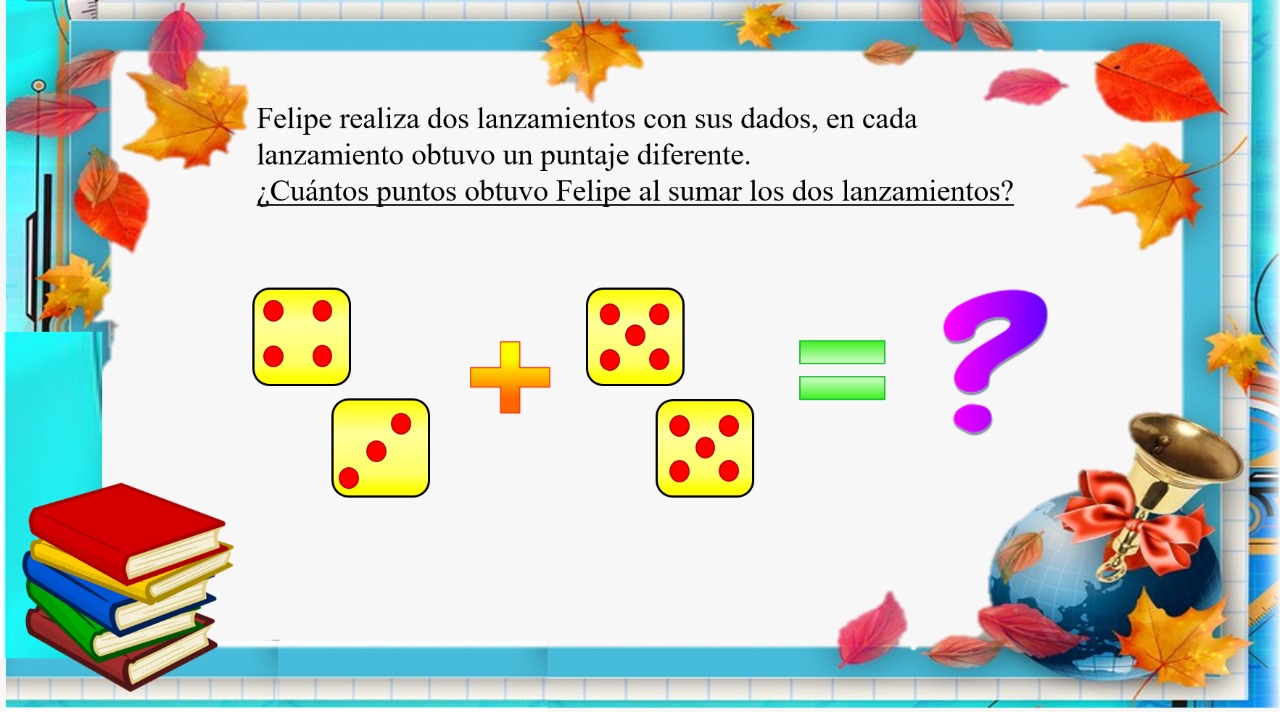 Felipe realiza dos lanzamientos con sus dados, en cada
lanzamiento obtuvo un puntaje diferente.
¿Cuántos puntos obtuvo Felipe al sumar los dos lanzamientos?
+ = ?